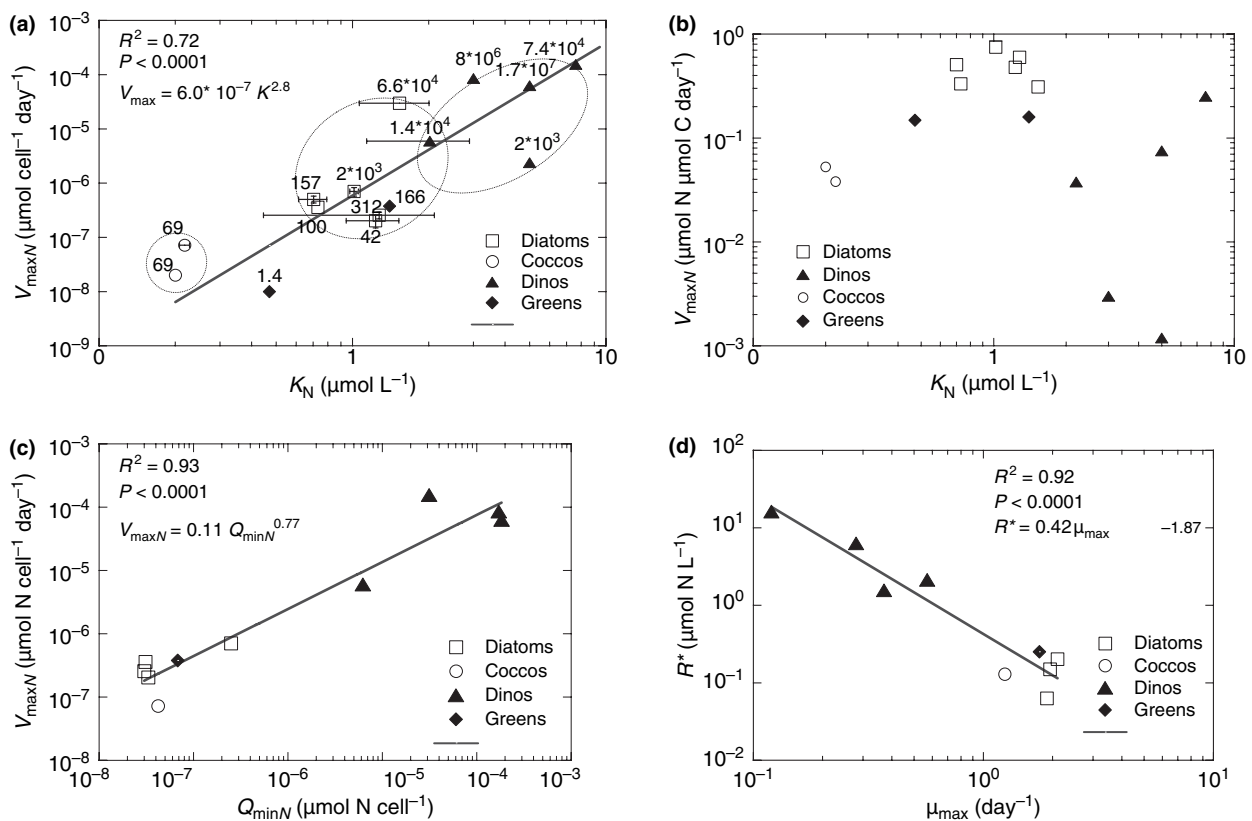 (a)
10⁻³
10⁻⁴
10⁻⁵
10⁻⁶
10⁻⁷
10⁻⁸
10⁻⁹
V_maxN (µmol cell⁻¹ day⁻¹)
R² = 0.72
P < 0.0001
V_max = 6.0* 10⁻⁷ K²·⁸
7.4*10⁴
8*10⁶
1.7*10⁷
6.6*10⁴
1.4*10⁴
2*10³
2*10³
157
166
312
100
42
69
69
1.4
Diatoms
Coccos
Dinos
Greens
0 1 10
K_N (µmol L⁻¹)
(b)
10⁰
10⁻¹
10⁻²
10⁻³
V_maxN (µmol N µmol C day⁻¹)
Diatoms
Dinos
Coccos
Greens
0 1 10
K_N (µmol L⁻¹)
(c)
10⁻³
10⁻⁴
10⁻⁵
10⁻⁶
10⁻⁷
10⁻⁸
V_maxN (µmol N cell⁻¹ day⁻¹)
R² = 0.93
P < 0.0001
V_maxN = 0.11 Q_minN^0.77
Diatoms
Coccos
Dinos
Greens
10⁻⁸ 10⁻⁷ 10⁻⁶ 10⁻⁵ 10⁻⁴ 10⁻³
Q_minN (µmol N cell⁻¹)
(d)
10²
10¹
10⁰
10⁻¹
10⁻²
R* (µmol N L⁻¹)
R² = 0.92
P < 0.0001
R* = 0.42µ_max −1.87
Diatoms
Coccos
Dinos
Greens
10⁻¹ 10⁰ 10¹
µ_max (day⁻¹)